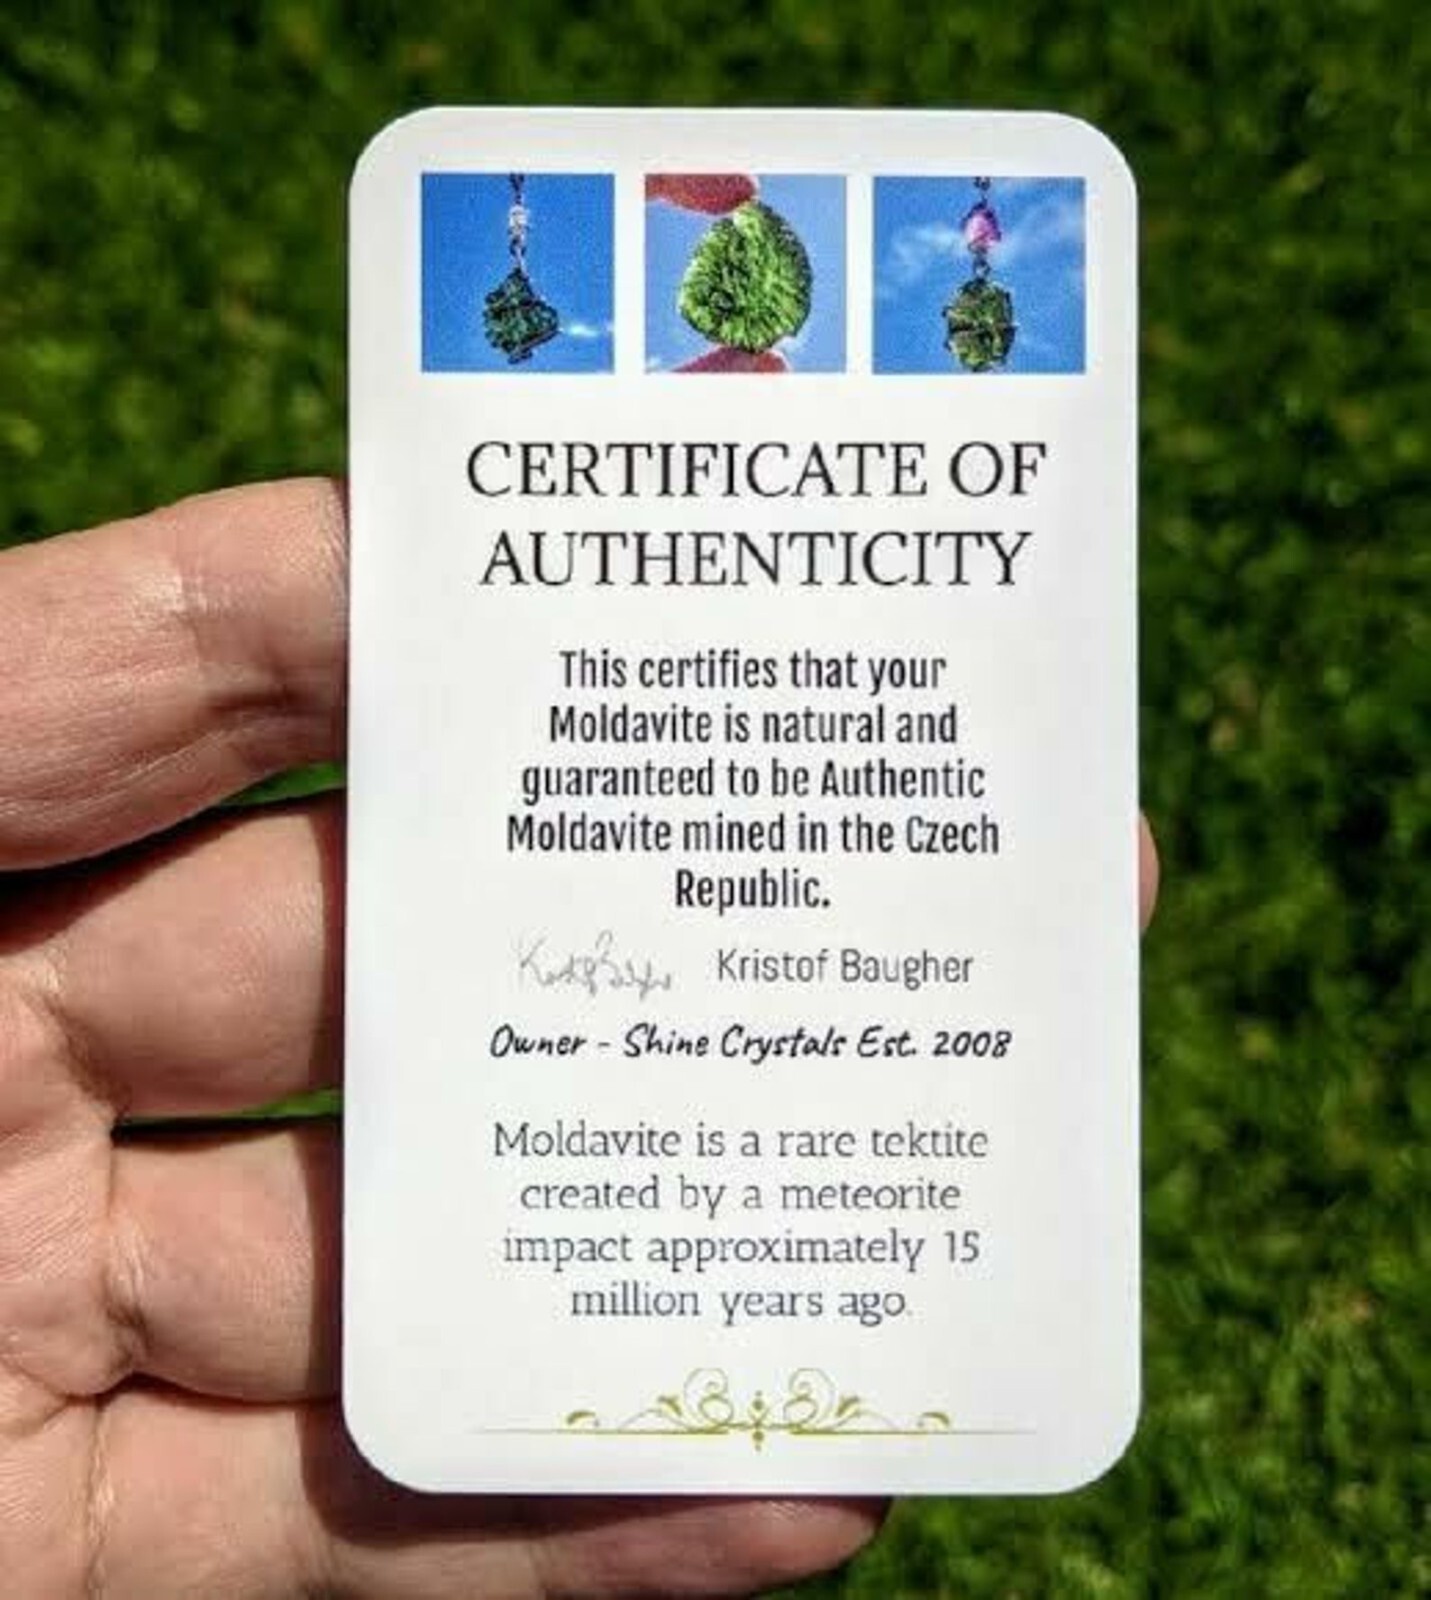 CERTIFICATE OF
AUTHENTICITY
This certifies that your
Moldavite is natural and
guaranteed to be Authentic
Moldavite mined in the Czech
Republic.
Kristof Baugher
Owner - Shine Crystals Est. 2008
Moldavite is a rare tektite
created by a meteorite
impact approximately 15
million years ago.